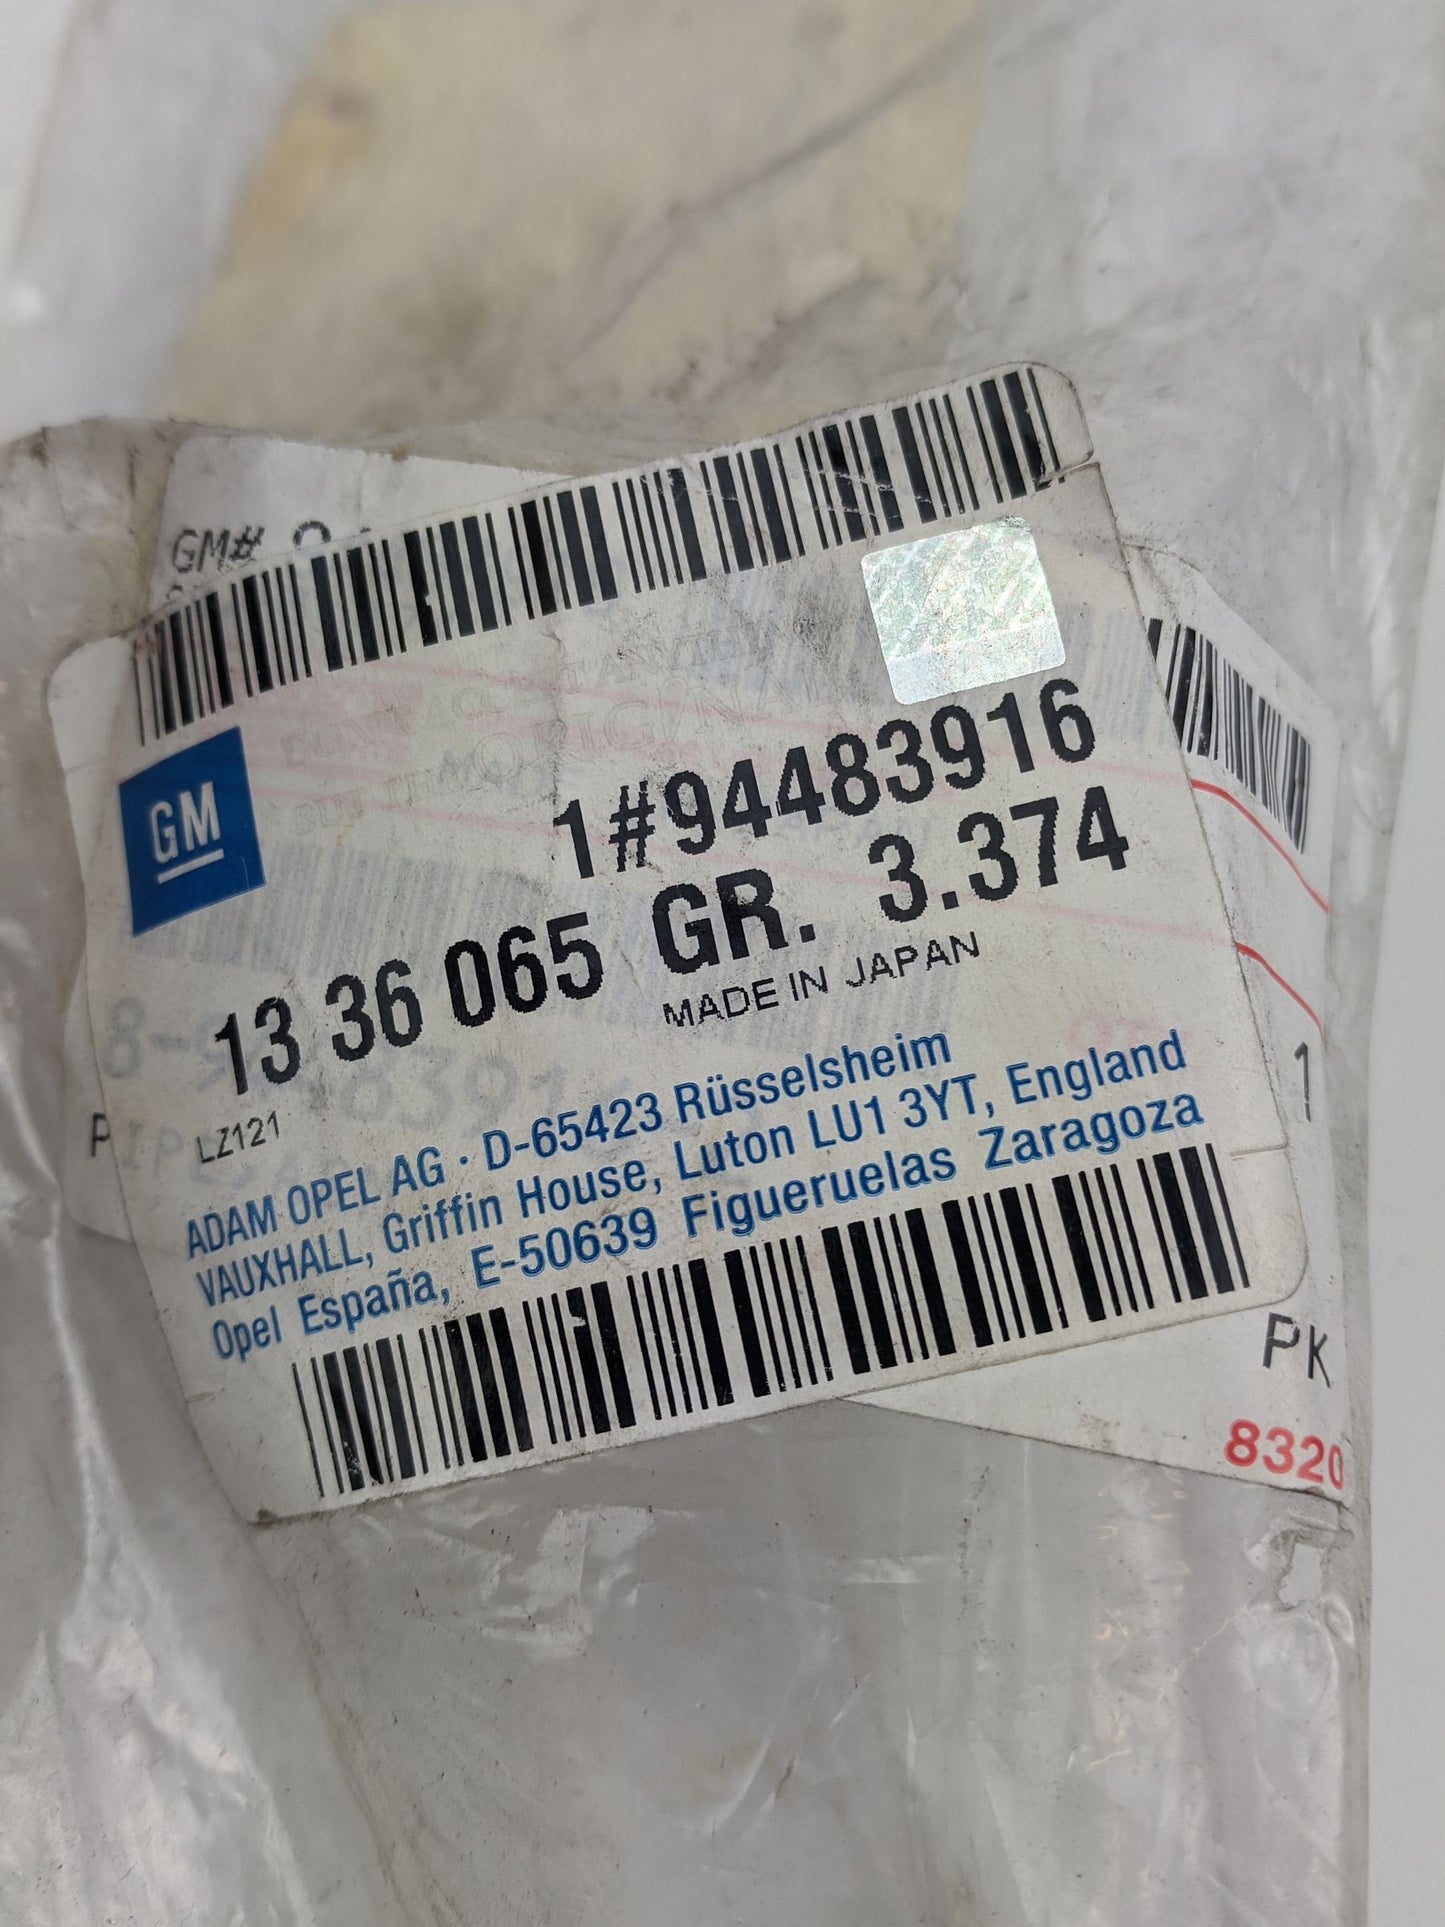 GM#
GM
1#94483916
13 36 065 GR. 3.374
MADE IN JAPAN
LZ121
ADAM OPEL AG · D-65423 Rüsselsheim
VAUXHALL, Griffin House, Luton LU1 3YT, England
Opel España, E-50639 Figueruelas Zaragoza
1
PK
8320